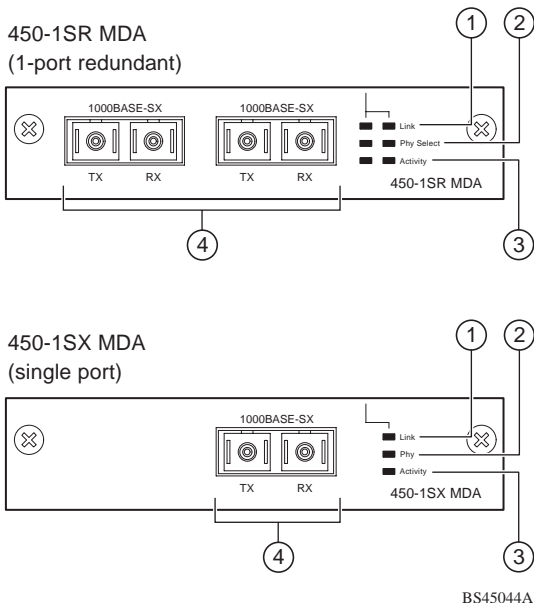 450-1SR MDA
(1-port redundant)
1 2
1000BASE-SX 1000BASE-SX
Link
Phy Select
Activity
TX RX TX RX
450-1SR MDA
4
3
450-1SX MDA
(single port)
1 2
1000BASE-SX
Link
Phy
Activity
TX RX
450-1SX MDA
4
3
BS45044A